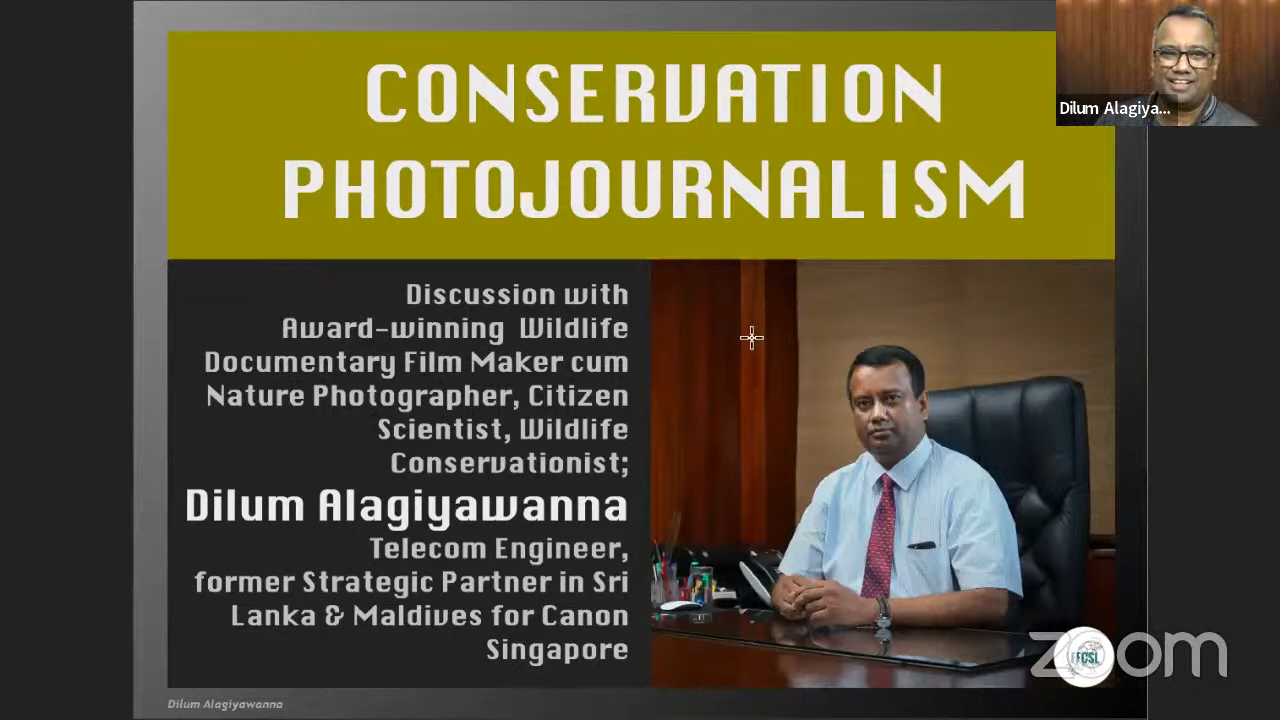 CONSERVATION
PHOTOJOURNALISM
Dilum Alagiya...
Discussion with
Award-winning Wildlife
Documentary Film Maker cum
Nature Photographer, Citizen
Scientist, Wildlife
Conservationist;
Dilum Alagiyawanna
Telecom Engineer,
former Strategic Partner in Sri
Lanka & Maldives for Canon
Singapore
zoom
Dilum Alagiyawanna